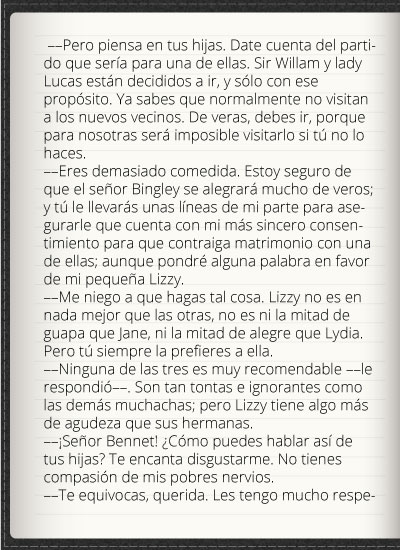 ––Pero piensa en tus hijas. Date cuenta del parti-
do que sería para una de ellas. Sir Willam y lady
Lucas están decididos a ir, y sólo con ese
propósito. Ya sabes que normalmente no visitan
a los nuevos vecinos. De veras, debes ir, porque
para nosotras será imposible visitarlo si tú no lo
haces.
––Eres demasiado comedida. Estoy seguro de
que el señor Bingley se alegrará mucho de veros;
y tú le llevarás unas líneas de mi parte para ase-
gurarle que cuenta con mi más sincero consen-
timiento para que contraiga matrimonio con una
de ellas; aunque pondré alguna palabra en favor
de mi pequeña Lizzy.
––Me niego a que hagas tal cosa. Lizzy no es en
nada mejor que las otras, no es ni la mitad de
guapa que Jane, ni la mitad de alegre que Lydia.
Pero tú siempre la prefieres a ella.
––Ninguna de las tres es muy recomendable ––le
respondió––. Son tan tontas e ignorantes como
las demás muchachas; pero Lizzy tiene algo más
de agudeza que sus hermanas.
––¡Señor Bennet! ¿Cómo puedes hablar así de
tus hijas? Te encanta disgustarme. No tienes
compasión de mis pobres nervios.
––Te equivocas, querida. Les tengo mucho respe-